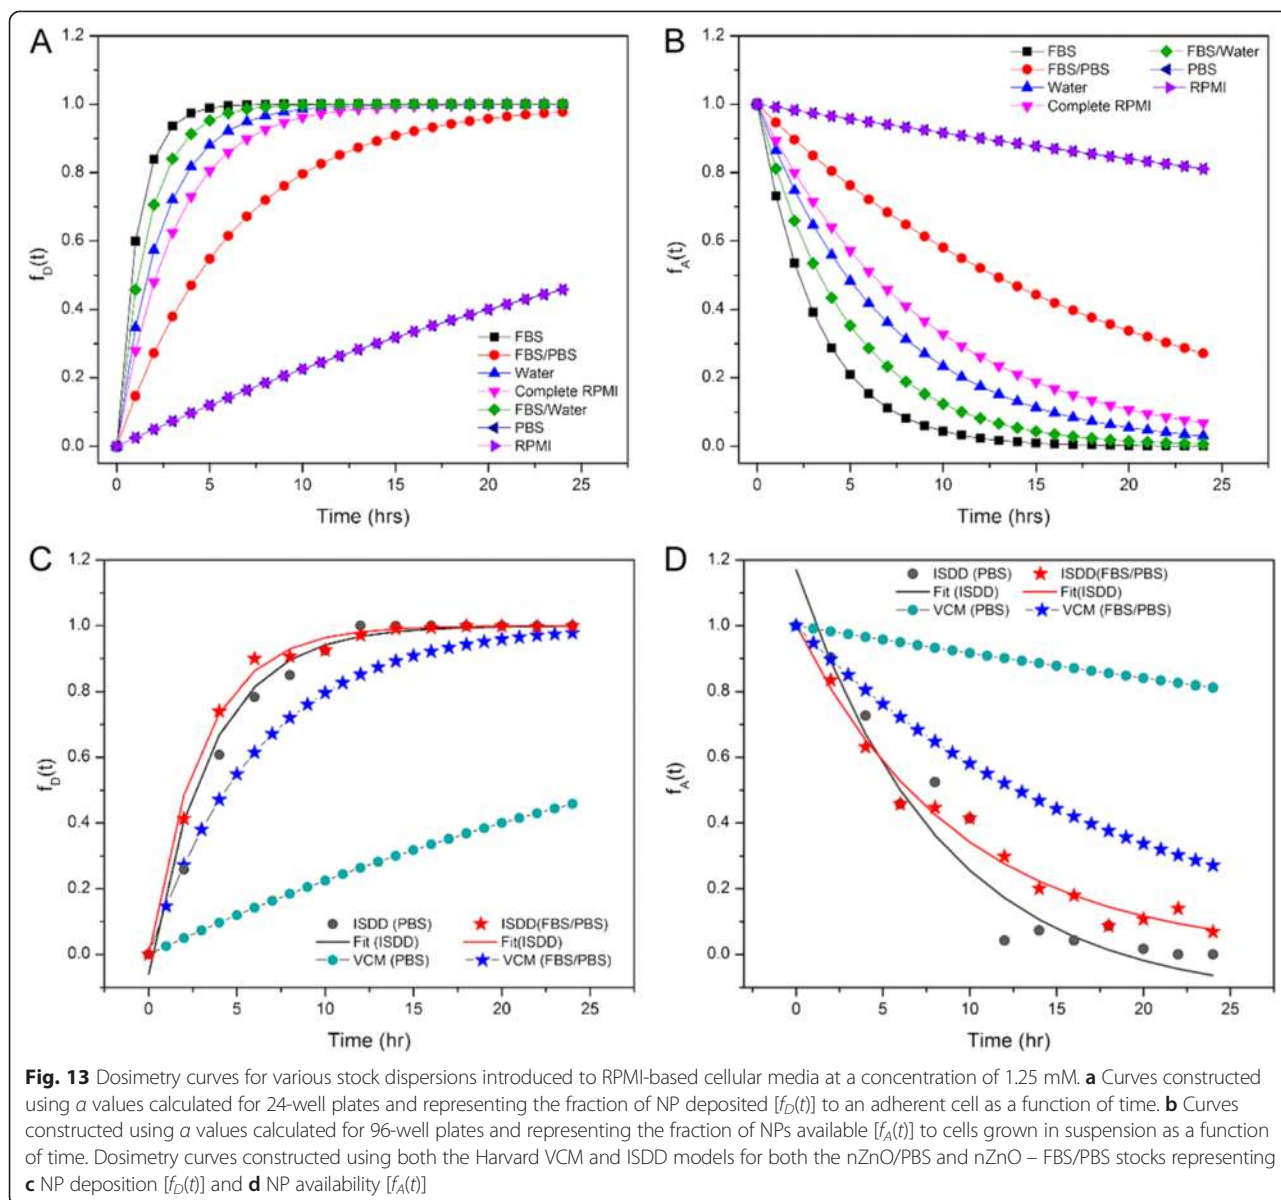 A
1.2
1.0
0.8
0.6
0.4
0.2
0.0
f_D(t)
0 5 10 15 20 25
Time (hrs)
FBS
FBS/PBS
Water
Complete RPMI
FBS/Water
PBS
RPMI
B
1.2
1.0
0.8
0.6
0.4
0.2
0.0
f_A(t)
0 5 10 15 20 25
Time (hrs)
FBS FBS/Water
FBS/PBS PBS
Water RPMI
Complete RPMI
C
1.2
1.0
0.8
0.6
0.4
0.2
0.0
f_D(t)
0 5 10 15 20 25
Time (hr)
ISDD (PBS) ISDD(FBS/PBS)
Fit (ISDD) Fit(ISDD)
VCM (PBS) VCM (FBS/PBS)
D
1.2
1.0
0.8
0.6
0.4
0.2
0.0
f_A(t)
0 5 10 15 20 25
Time (hr)
ISDD (PBS) ISDD(FBS/PBS)
Fit (ISDD) Fit(ISDD)
VCM (PBS) VCM (FBS/PBS)
Fig. 13 Dosimetry curves for various stock dispersions introduced to RPMI-based cellular media at a concentration of 1.25 mM. a Curves constructed
using α values calculated for 24-well plates and representing the fraction of NP deposited [f_D(t)] to an adherent cell as a function of time. b Curves
constructed using α values calculated for 96-well plates and representing the fraction of NPs available [f_A(t)] to cells grown in suspension as a function
of time. Dosimetry curves constructed using both the Harvard VCM and ISDD models for both the nZnO/PBS and nZnO – FBS/PBS stocks representing
c NP deposition [f_D(t)] and d NP availability [f_A(t)]